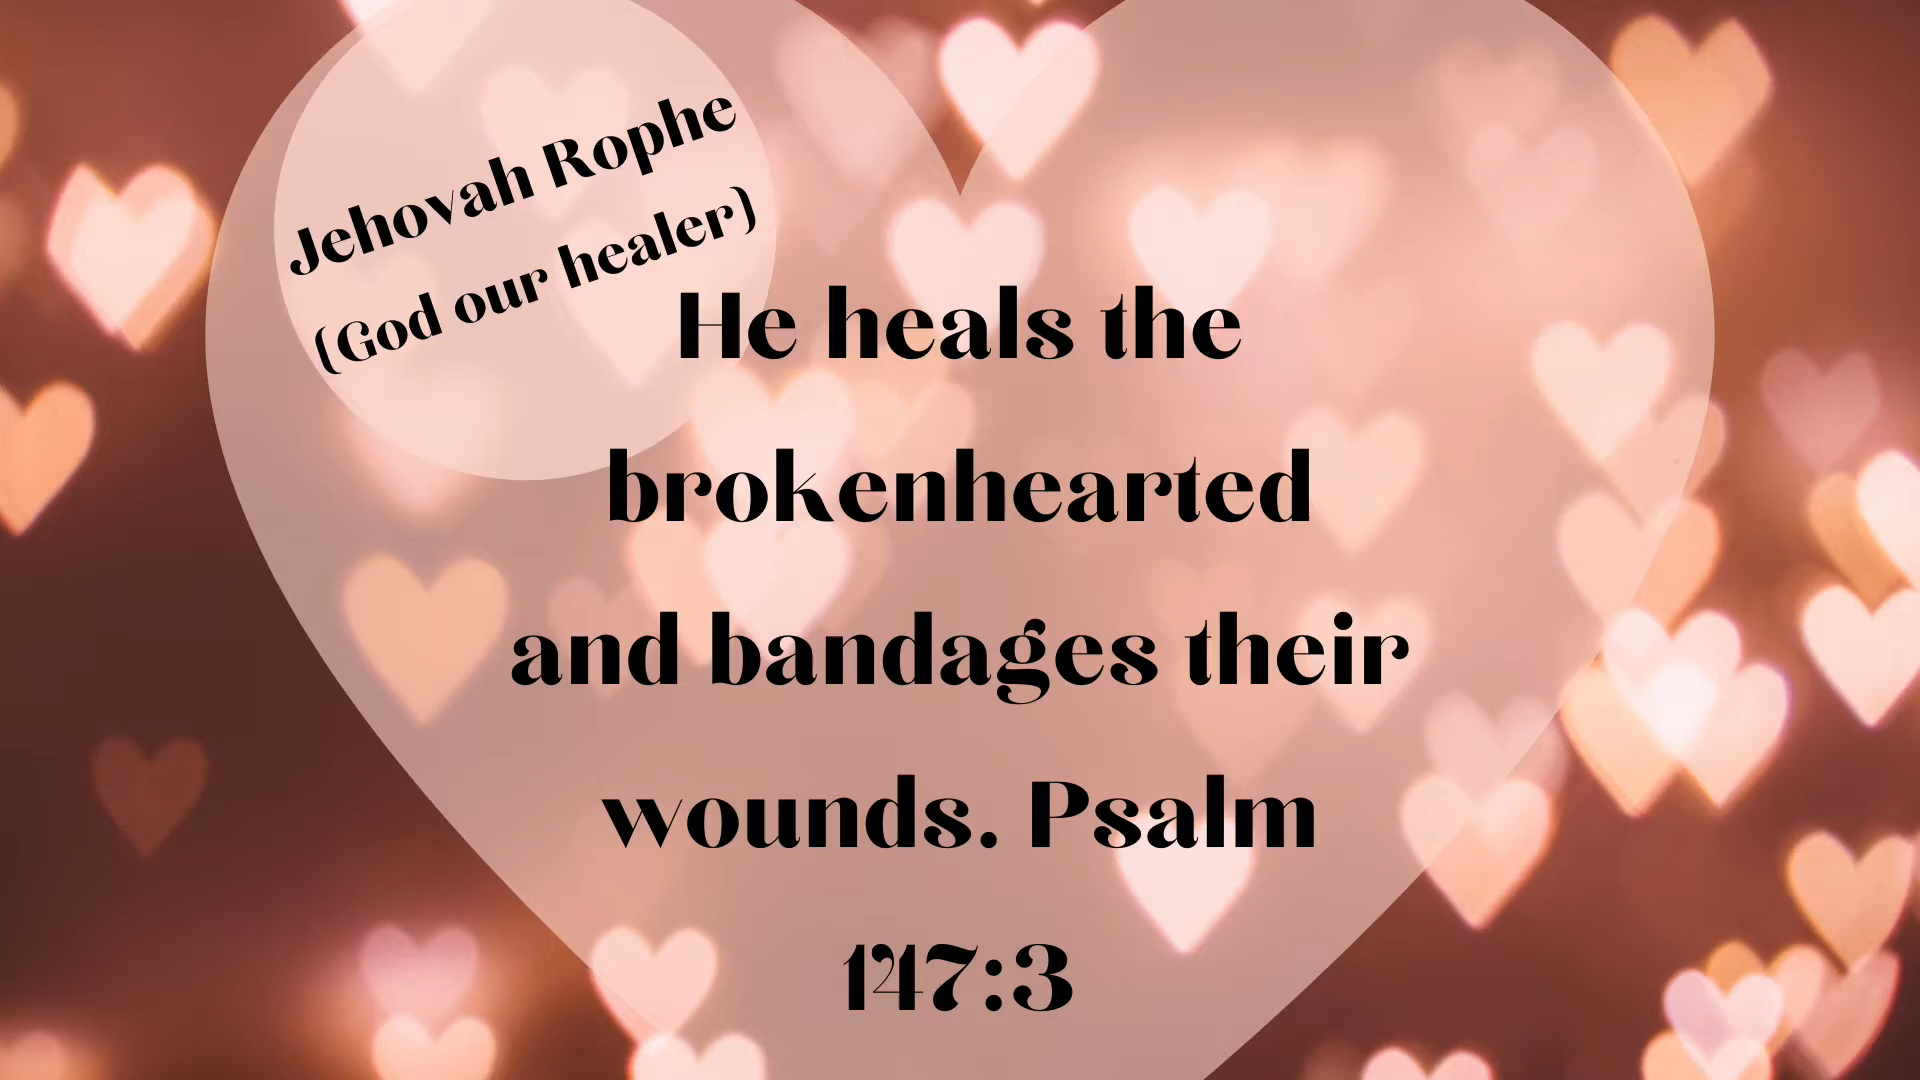 Jehovah Rophe
(God our healer)
He heals the
brokenhearted
and bandages their
wounds. Psalm
147:3